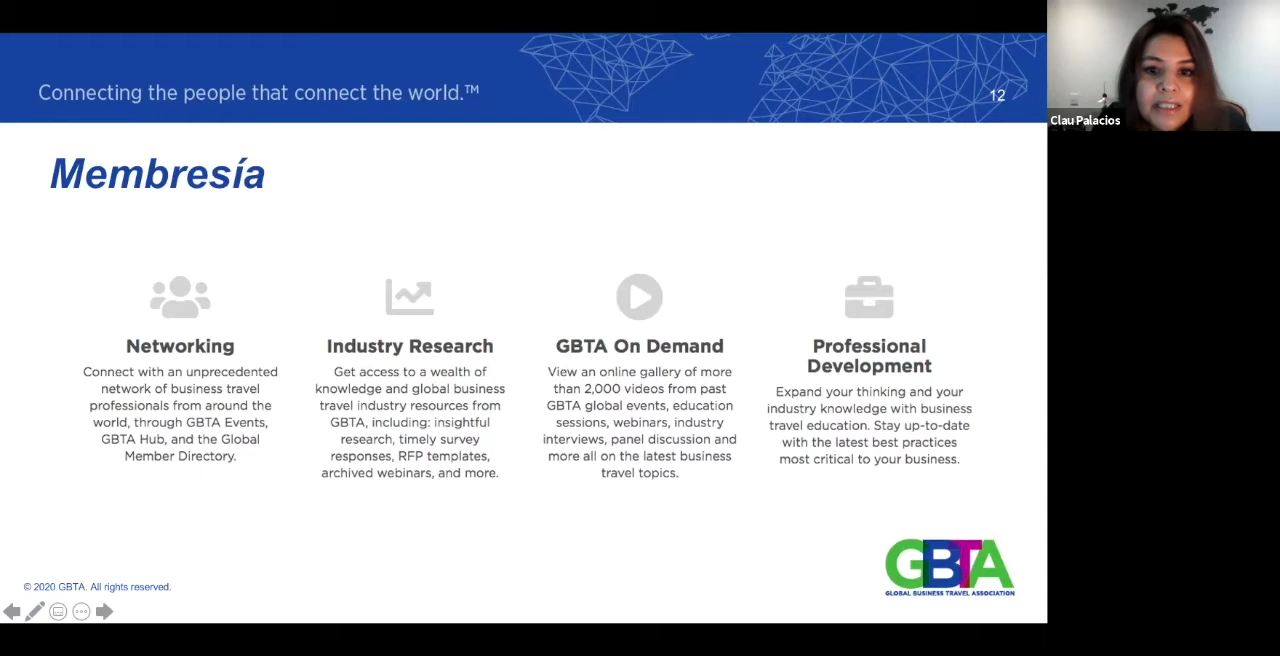 Connecting the people that connect the world.™
12
Clau Palacios
Membresía
Networking
Connect with an unprecedented
network of business travel
professionals from around the
world, through GBTA Events,
GBTA Hub, and the Global
Member Directory.
Industry Research
Get access to a wealth of
knowledge and global business
travel industry resources from
GBTA, including: insightful
research, timely survey
responses, RFP templates,
archived webinars, and more.
GBTA On Demand
View an online gallery of more
than 2,000 videos from past
GBTA global events, education
sessions, webinars, industry
interviews, panel discussion and
more all on the latest business
travel topics.
Professional
Development
Expand your thinking and your
industry knowledge with business
travel education. Stay up-to-date
with the latest best practices
most critical to your business.
GBTA
GLOBAL BUSINESS TRAVEL ASSOCIATION
© 2020 GBTA. All rights reserved.